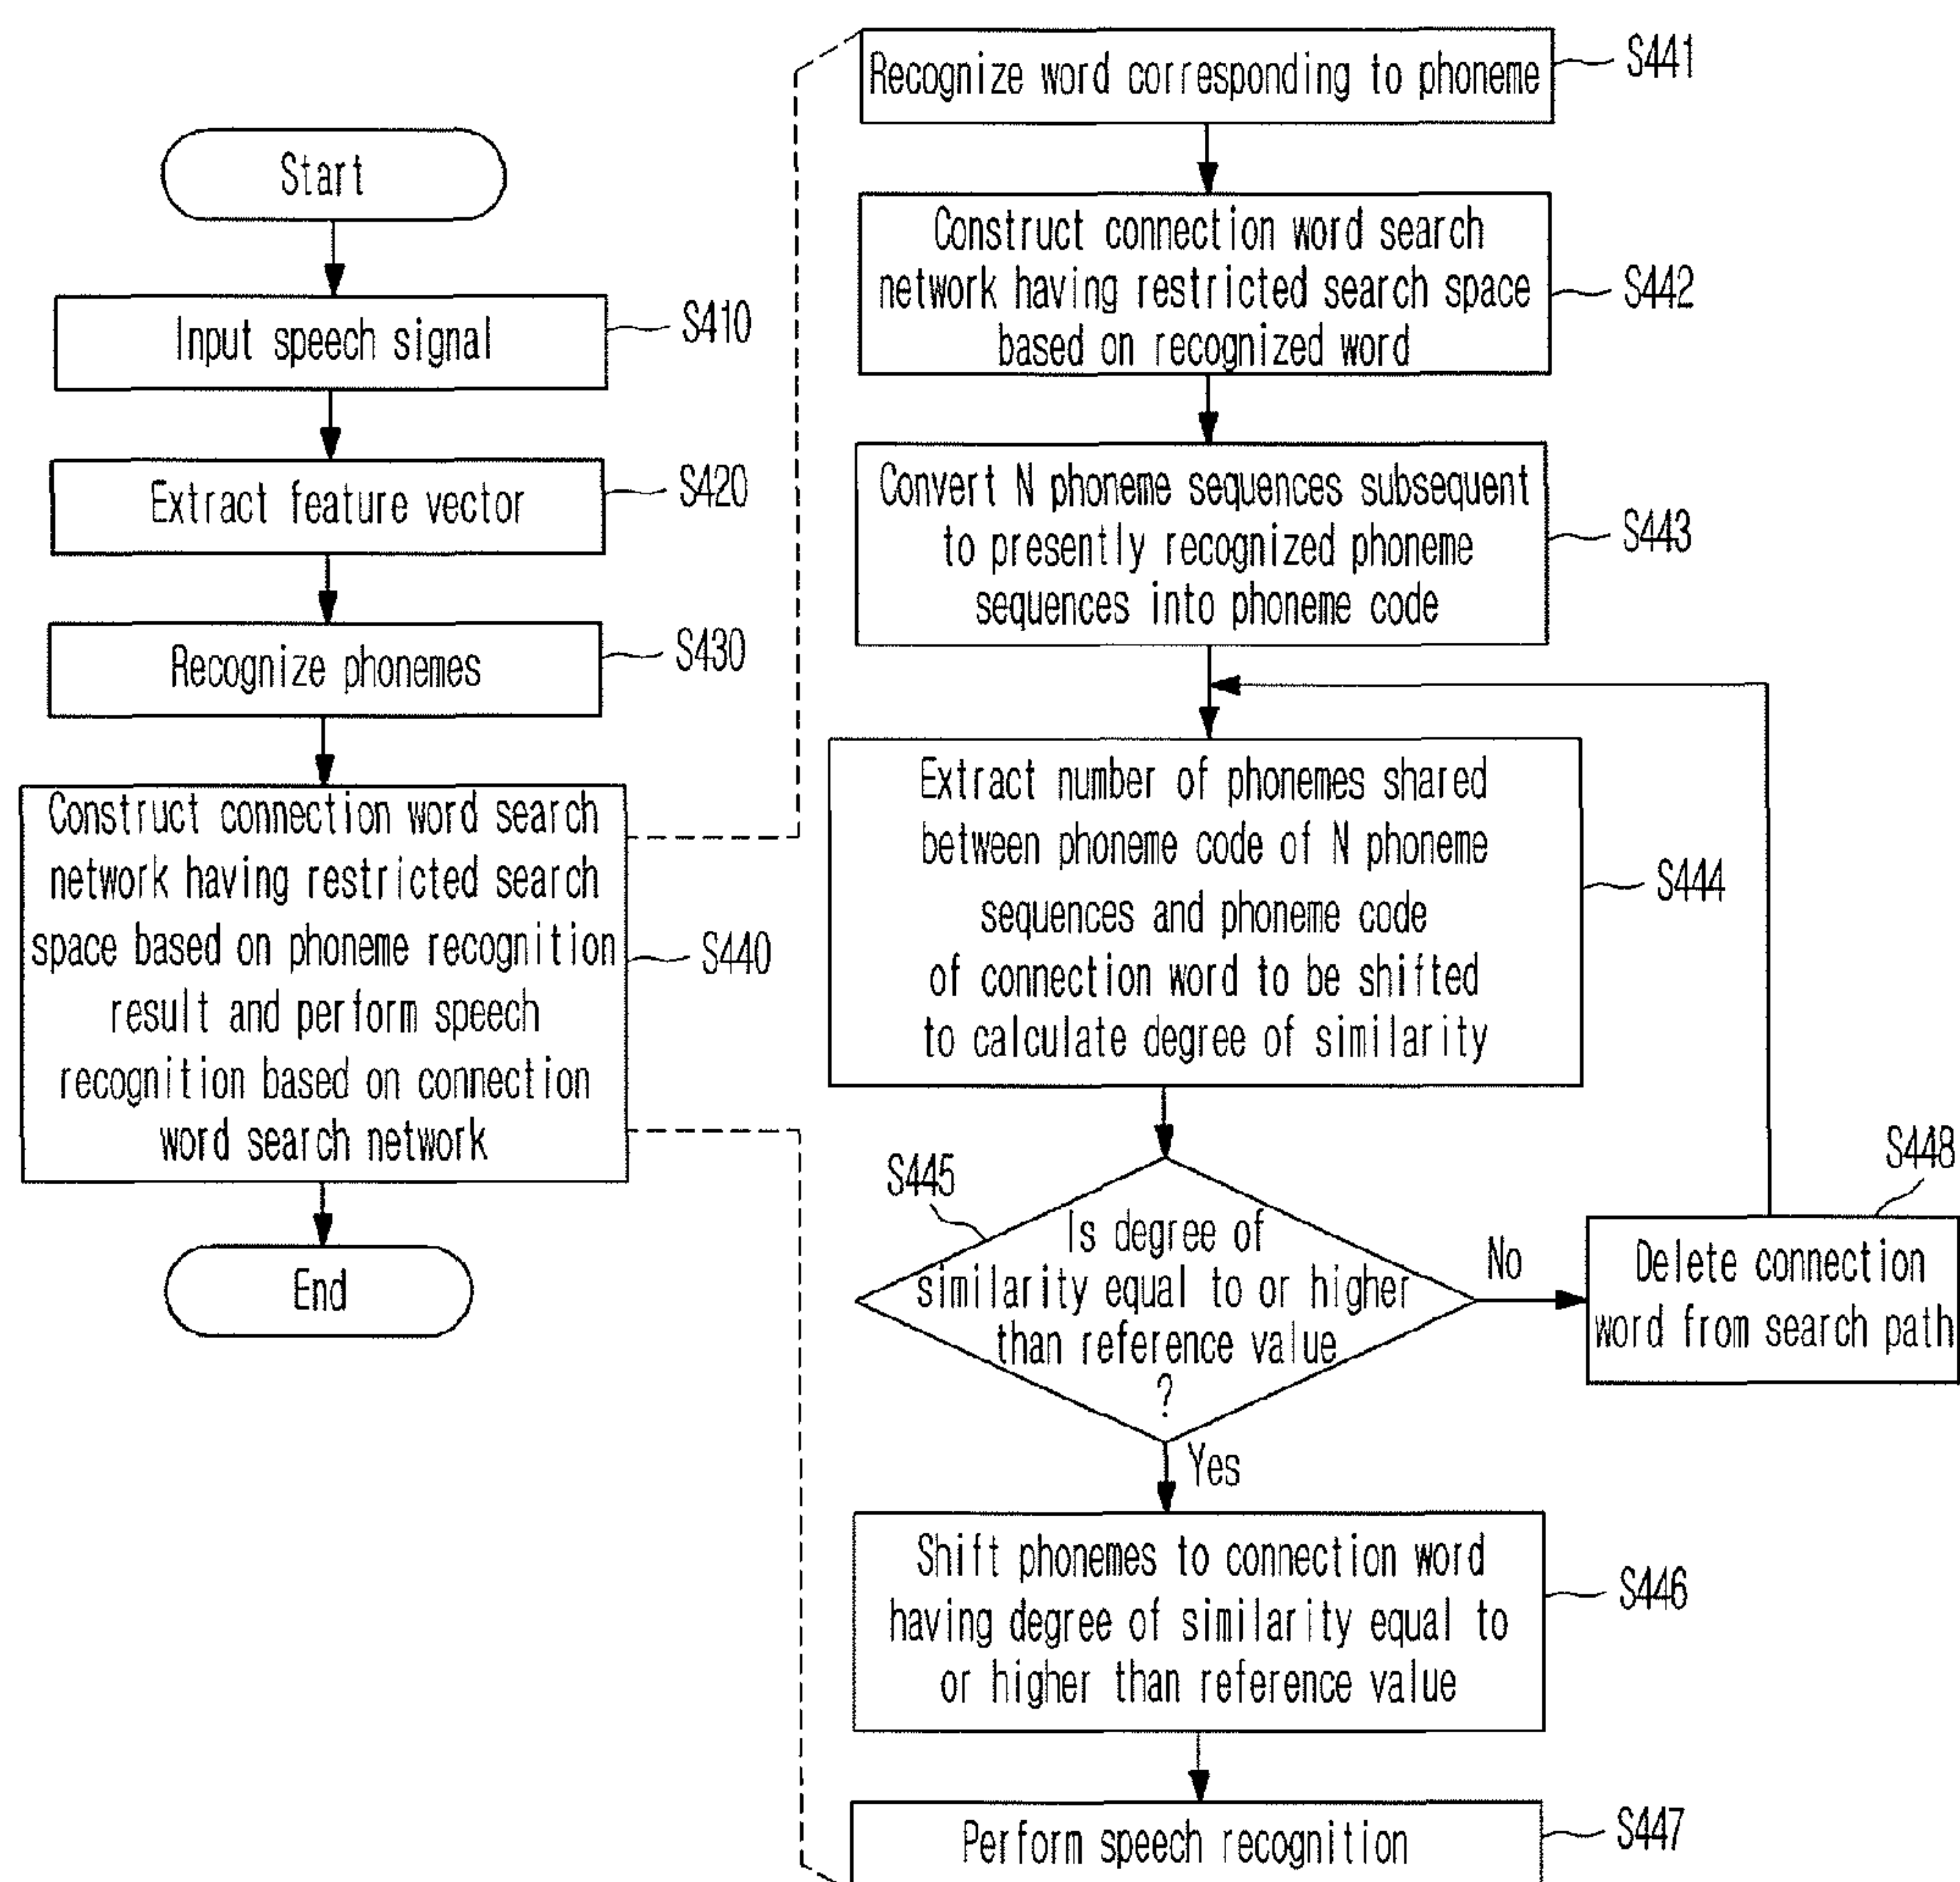 Start
Input speech signal
S410
Extract feature vector
S420
Recognize phonemes
S430
Construct connection word search
network having restricted search
space based on phoneme recognition
result and perform speech
recognition based on connection
word search network
S440
End
Recognize word corresponding to phoneme
S441
Construct connection word search
network having restricted search space
based on recognized word
S442
Convert N phoneme sequences subsequent
to presently recognized phoneme
sequences into phoneme code
S443
Extract number of phonemes shared
between phoneme code of N phoneme
sequences and phoneme code
of connection word to be shifted
to calculate degree of similarity
S444
S445
Is degree of
similarity equal to or higher
than reference value
?
No
S448
Delete connection
word from search path
Yes
Shift phonemes to connection word
having degree of similarity equal to
or higher than reference value
S446
Perform speech recognition
S447